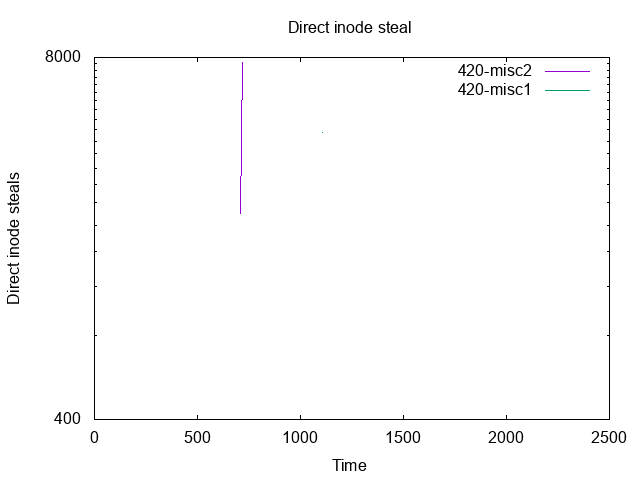 Direct inode steal
8000
420-misc2
420-misc1
Direct inode steals
400
0 500 1000 1500 2000 2500
Time